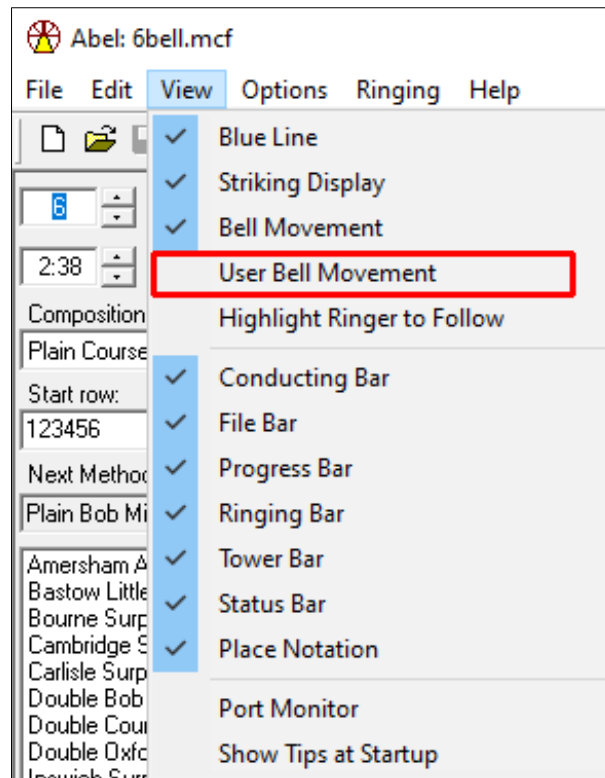 Abel: 6bell.mcf
File Edit View Options Ringing Help
Blue Line
Striking Display
6
Bell Movement
2:38
User Bell Movement
Composition
Highlight Ringer to Follow
Plain Course
Conducting Bar
Start row:
123456
File Bar
Next Method
Progress Bar
Plain Bob Mi
Ringing Bar
Amersham A
Tower Bar
Bastow Little
Bourne Surp
Status Bar
Cambridge S
Place Notation
Carlisle Surp
Double Bob
Port Monitor
Double Cour
Double Oxfo
Show Tips at Startup
Ipswich Surr